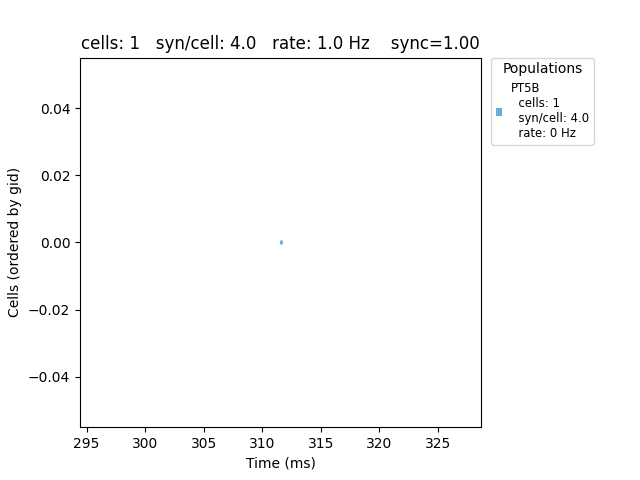 cells: 1   syn/cell: 4.0   rate: 1.0 Hz    sync=1.00
Populations
PT5B
cells: 1
syn/cell: 4.0
rate: 0 Hz
Cells (ordered by gid)
0.04
0.02
0.00
−0.02
−0.04
295 300 305 310 315 320 325
Time (ms)